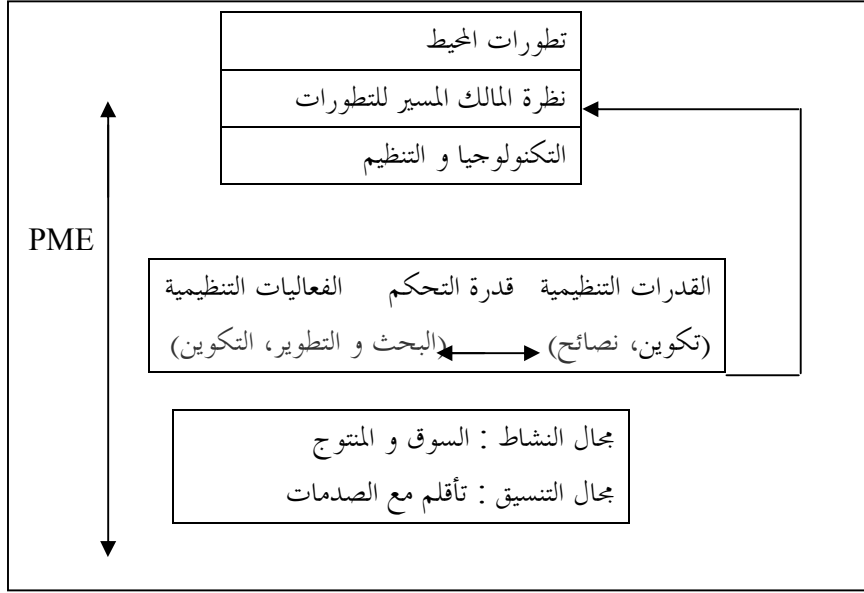 تطورات المحيط
نظرة المالك المسير للتطورات
التكنولوجيا و التنظيم
PME
القدرات التنظيمية قدرة التحكم الفعاليات التنظيمية
(تكوين، نصائح) (البحث و التطوير، التكوين)
مجال النشاط : السوق و المنتوج
مجال التنسيق : تأقلم مع الصدمات